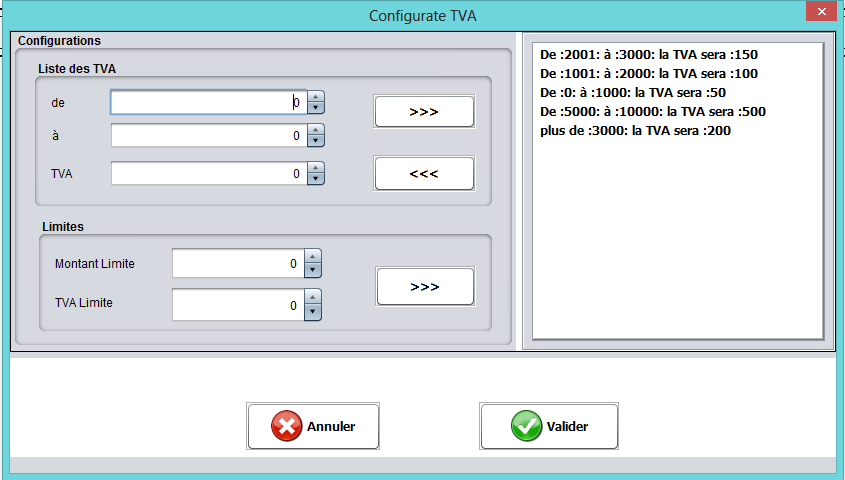 Configurate TVA
x
Configurations
Liste des TVA
de
0
>>>
à
0
TVA
0
<<<
Limites
Montant Limite
0
>>>
TVA Limite
0
De :2001: à :3000: la TVA sera :150
De :1001: à :2000: la TVA sera :100
De :0: à :1000: la TVA sera :50
De :5000: à :10000: la TVA sera :500
plus de :3000: la TVA sera :200
Annuler
Valider